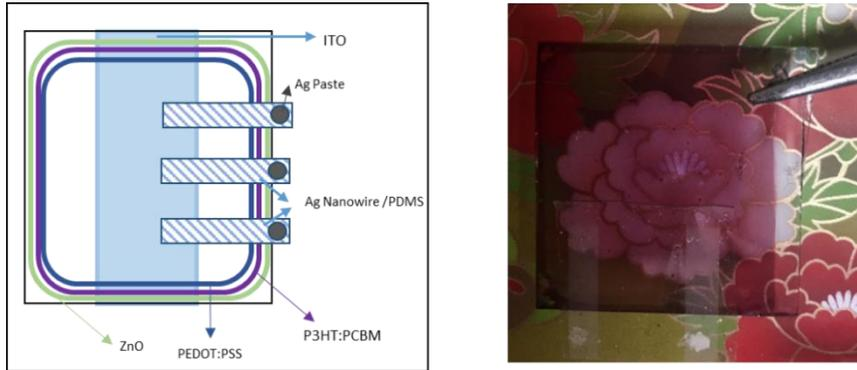 ITO
Ag Paste
Ag Nanowire /PDMS
P3HT:PCBM
ZnO
PEDOT:PSS